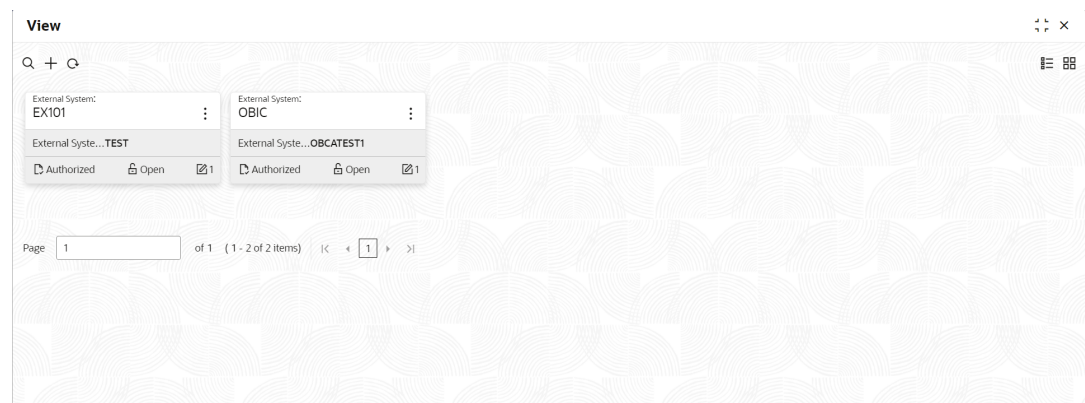 View
External System:
EX101
External Syste...TEST
Authorized Open 1
External System:
OBIC
External Syste...OBCATEST1
Authorized Open 1
Page 1 of 1 (1 - 2 of 2 items) 1